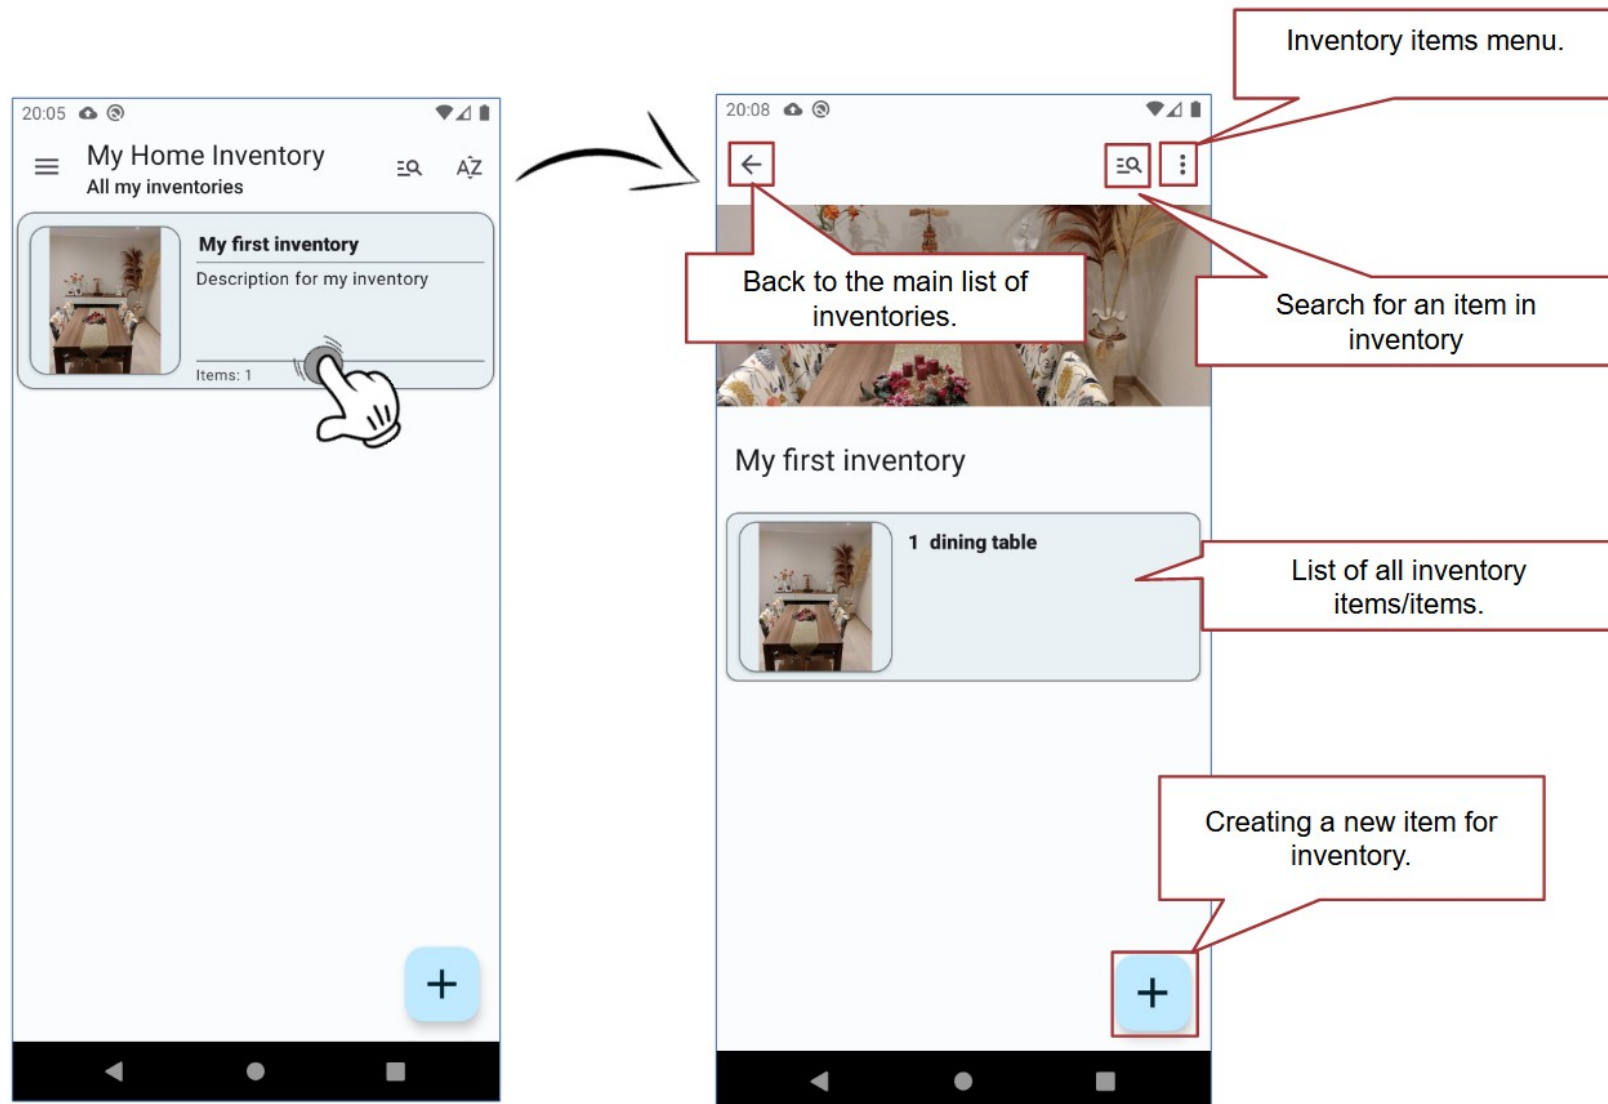 20:05
My Home Inventory
All my inventories
AZ
My first inventory
Description for my inventory
Items: 1
20:08
Inventory items menu.
Back to the main list of
inventories.
Search for an item in
inventory
My first inventory
1 dining table
List of all inventory
items/items.
Creating a new item for
inventory.